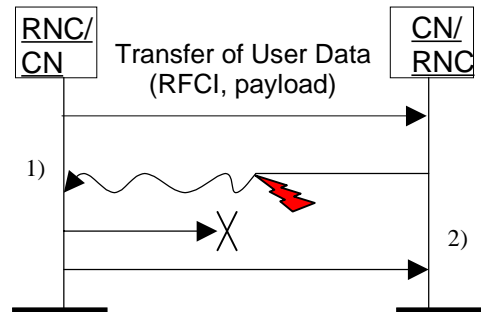 RNC/
CN
CN/
RNC
Transfer of User Data
(RFCI, payload)
1)
2)